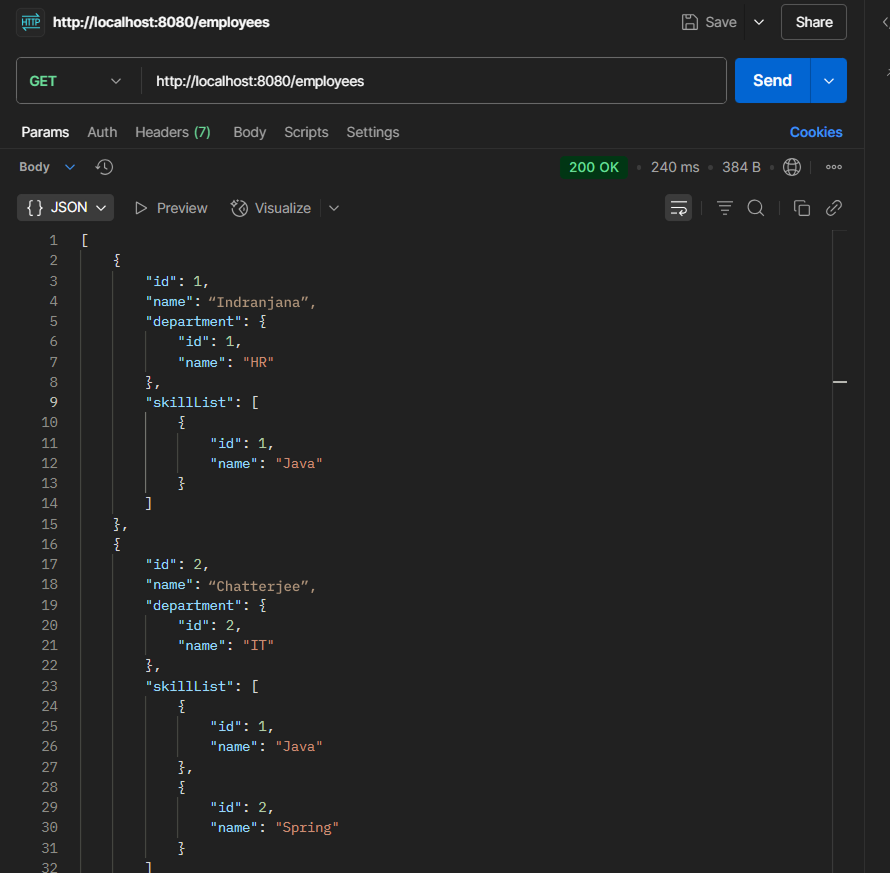 HTTP http://localhost:8080/employees Save Share
GET http://localhost:8080/employees Send
Params Auth Headers (7) Body Scripts Settings Cookies
Body 200 OK • 240 ms • 384 B •
{} JSON Preview Visualize
1 [
2 {
3 "id": 1,
4 "name": “Indranjana”,
5 "department": {
6 "id": 1,
7 "name": "HR"
8 },
9 "skillList": [
10 {
11 "id": 1,
12 "name": "Java"
13 }
14 ]
15 },
16 {
17 "id": 2,
18 "name": “Chatterjee”,
19 "department": {
20 "id": 2,
21 "name": "IT"
22 },
23 "skillList": [
24 {
25 "id": 1,
26 "name": "Java"
27 },
28 {
29 "id": 2,
30 "name": "Spring"
31 }
32 ]